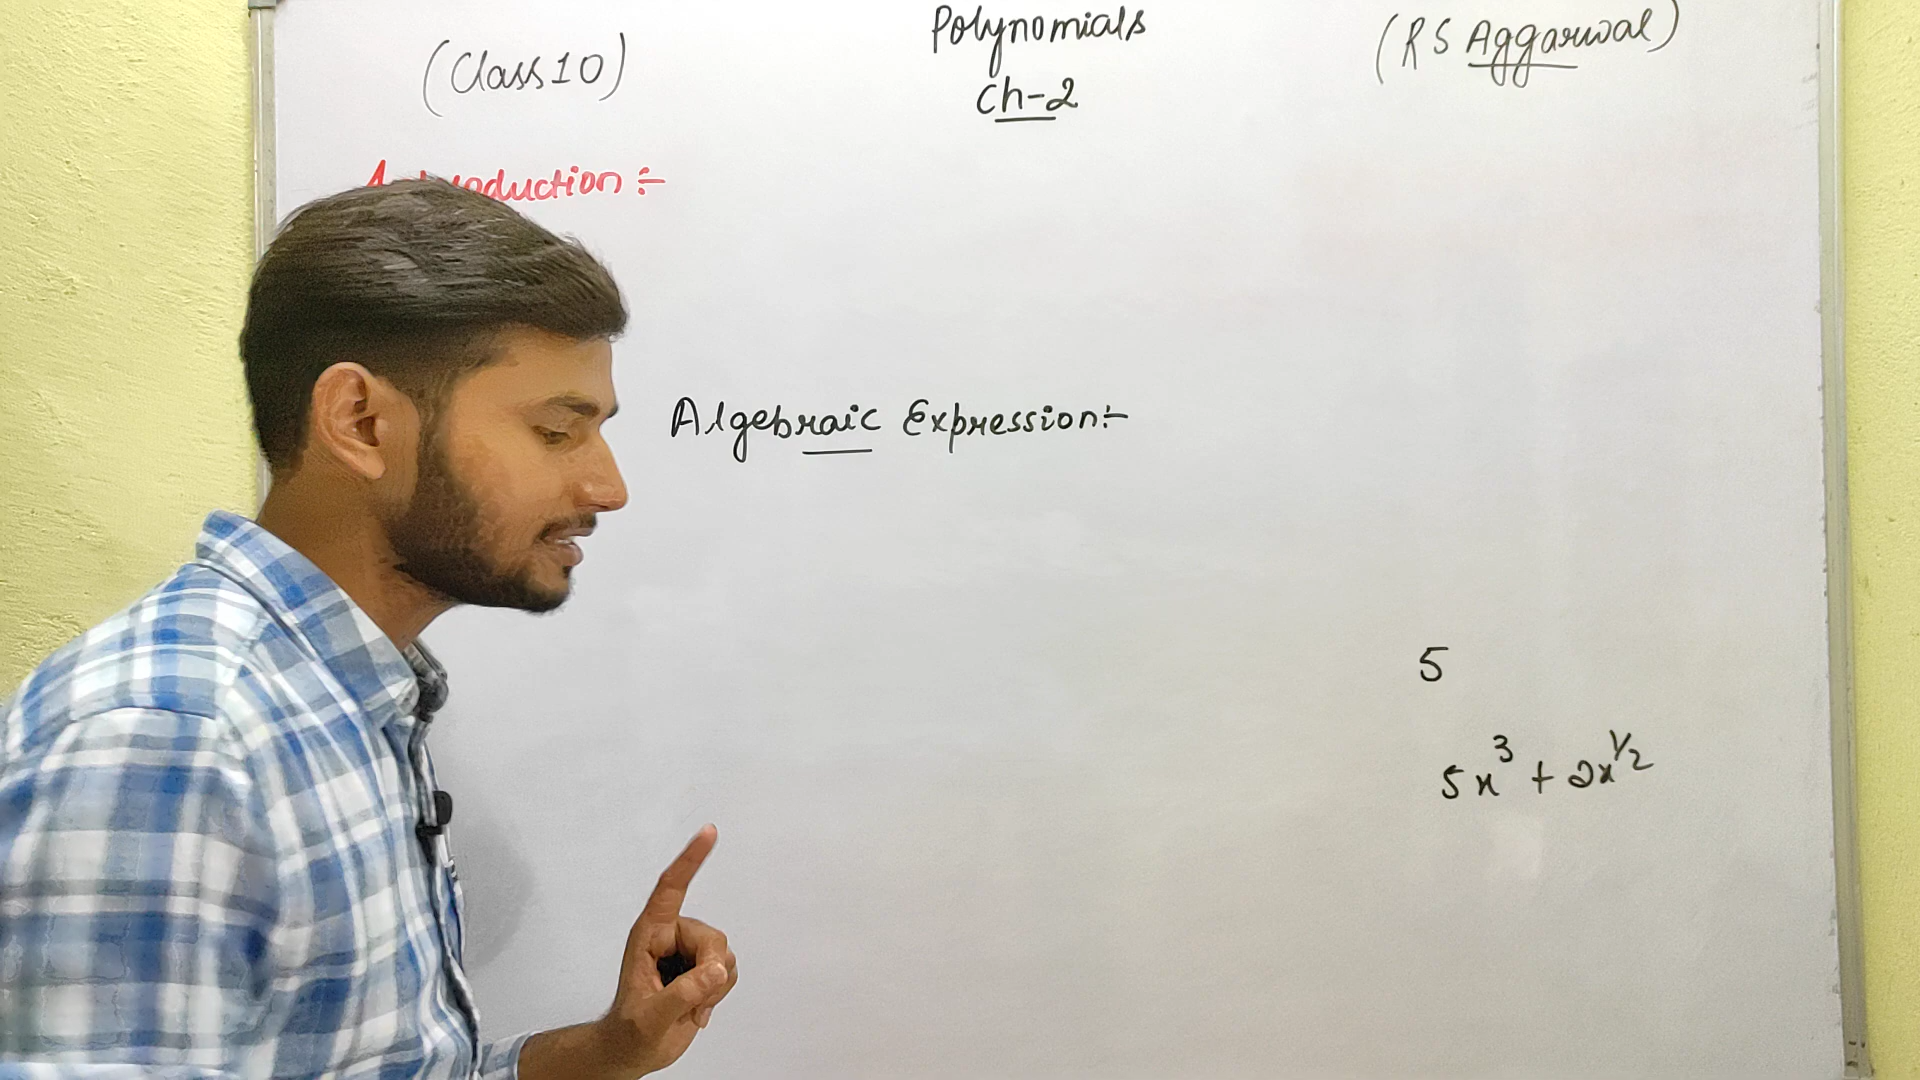 (Class 10)
Polynomials
Ch-2
(RS Aggarwal)
Introduction :-
Algebraic Expression:-
5
5x³ + 2x^1/2